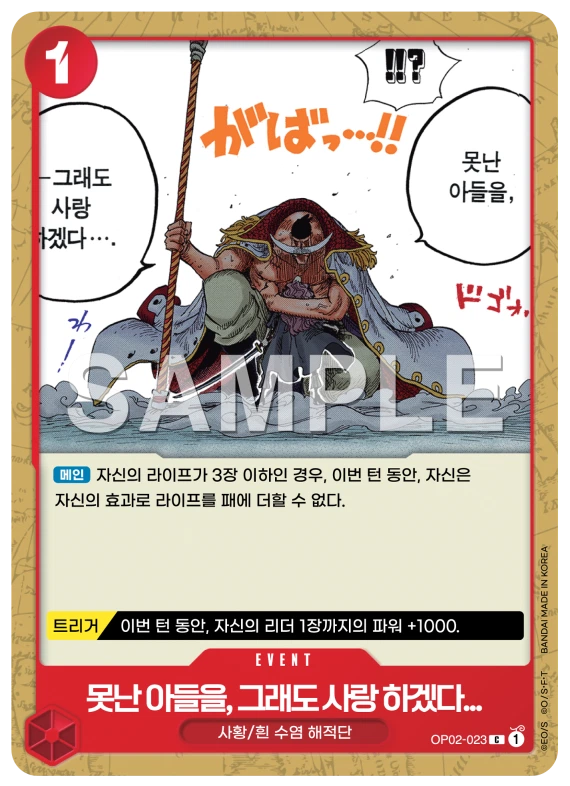 1
!!?
がばっ…!!
못난
아들을,
–그래도
사랑
하겠다….
ドゴォ
SAMPLE
메인 자신의 라이프가 3장 이하인 경우, 이번 턴 동안, 자신은
자신의 효과로 라이프를 패에 더할 수 없다.
트리거 이번 턴 동안, 자신의 리더 1장까지의 파워 +1000.
EVENT
못난 아들을, 그래도 사랑 하겠다...
사황/흰 수염 해적단
OP02-023 C 1
©EO/S ©O/S·F·T BANDAI MADE IN KOREA